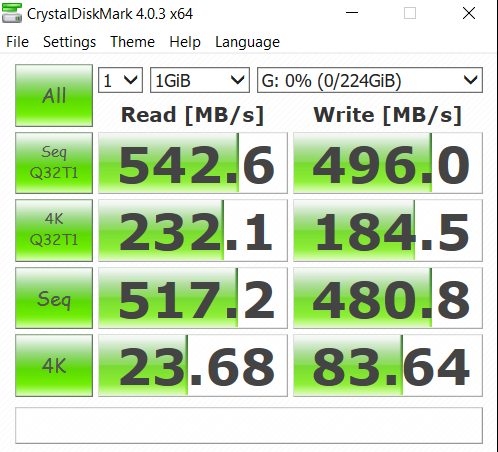 CrystalDiskMark 4.0.3 x64
File Settings Theme Help Language
All 1 1GiB G: 0% (0/224GiB)
Read [MB/s] Write [MB/s]
Seq
Q32T1 542.6 496.0
4K
Q32T1 232.1 184.5
Seq 517.2 480.8
4K 23.68 83.64